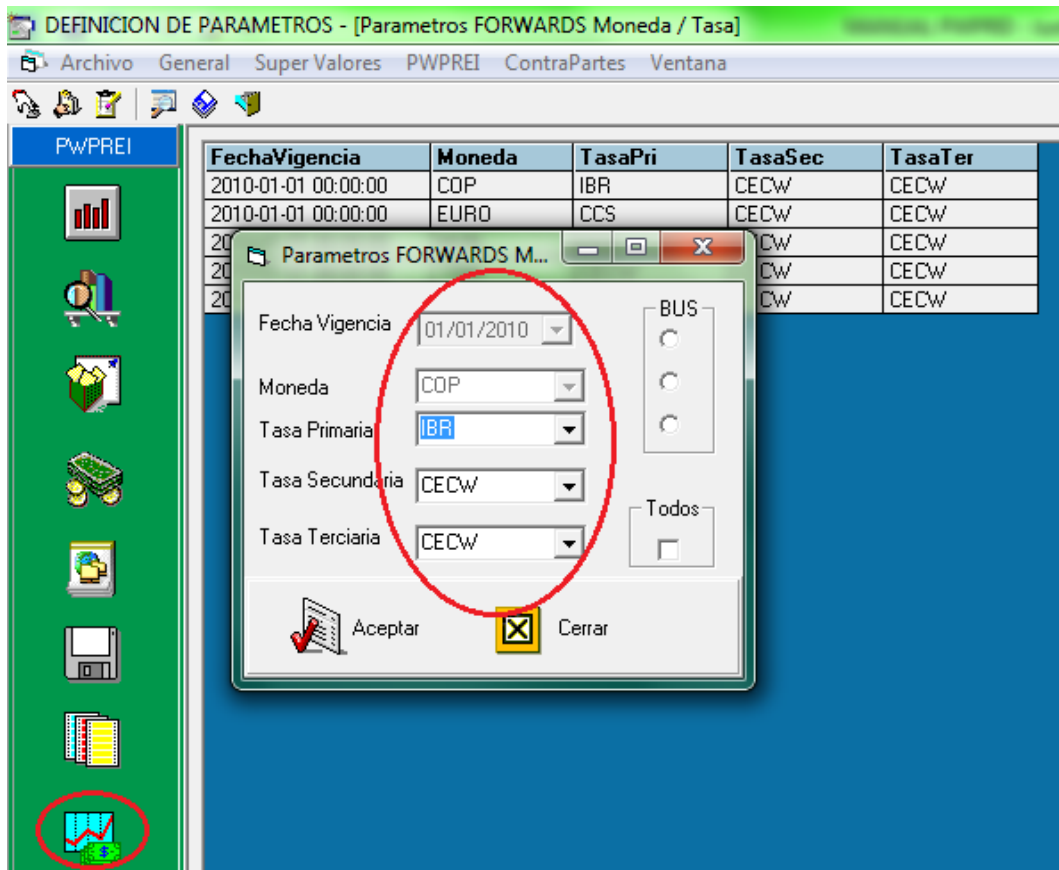 DEFINICION DE PARAMETROS - [Parametros FORWARDS Moneda / Tasa]
Archivo General Super Valores PWPREI ContraPartes Ventana
PWPREI
FechaVigencia Moneda TasaPri TasaSec TasaTer
2010-01-01 00:00:00 COP IBR CECW CECW
2010-01-01 00:00:00 EURO CCS CECW CECW
CECW
CECW
CECW
Parametros FORWARDS M...
Fecha Vigencia 01/01/2010
BUS
Moneda COP
Tasa Primaria IBR
Tasa Secundaria CECW
Todos
Tasa Terciaria CECW
Aceptar Cerrar